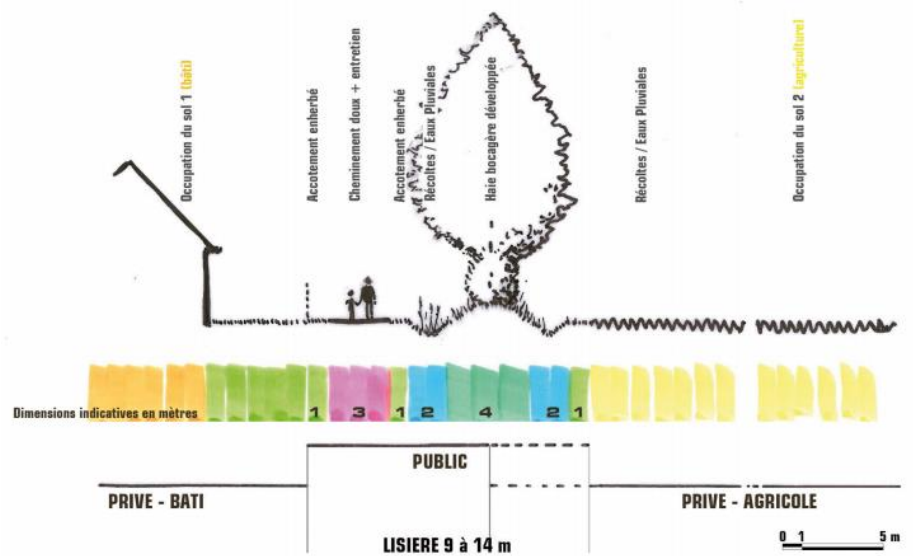 Occupation du sol 1 (bâti)
Accotement enherbé
Cheminement doux + entretien
Accotement enherbé
Récoltes / Eaux Pluviales
Haie bocagère développée
Récoltes / Eaux Pluviales
Occupation du sol 2 (agriculture)
Dimensions indicatives en mètres
1 3 1 2 4 2 1
PUBLIC
PRIVE - BATI
PRIVE - AGRICOLE
LISIERE 9 à 14 m
0 1 5 m